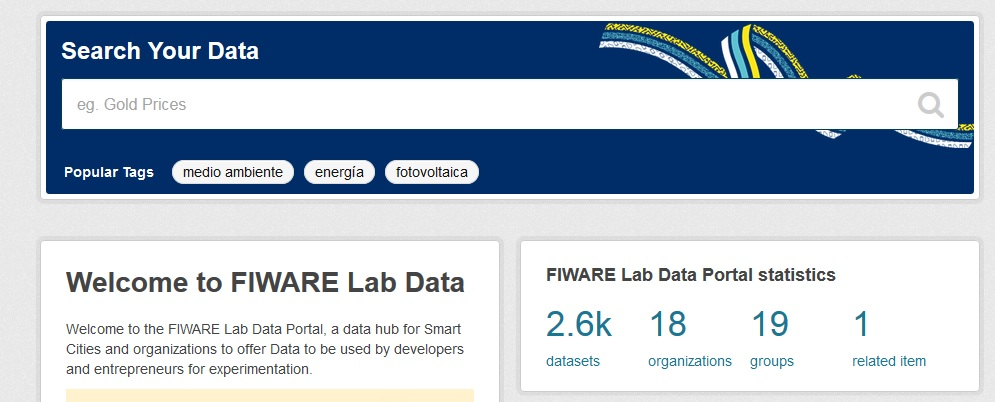 Search Your Data
eg. Gold Prices
Popular Tags medio ambiente energía fotovoltaica
Welcome to FIWARE Lab Data
Welcome to the FIWARE Lab Data Portal, a data hub for Smart
Cities and organizations to offer Data to be used by developers
and entrepreneurs for experimentation.
FIWARE Lab Data Portal statistics
2.6k 18 19 1
datasets organizations groups related item